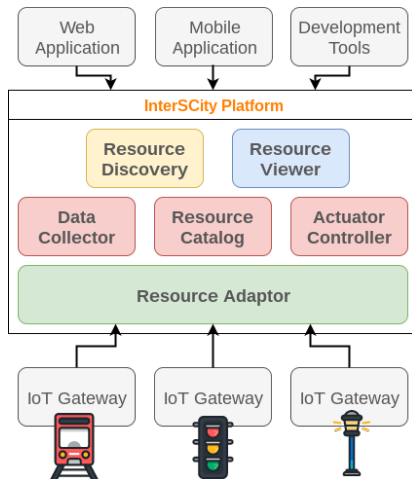 Web
Application
Mobile
Application
Development
Tools
InterSCity Platform
Resource
Discovery
Resource
Viewer
Data
Collector
Resource
Catalog
Actuator
Controller
Resource Adaptor
IoT Gateway
IoT Gateway
IoT Gateway